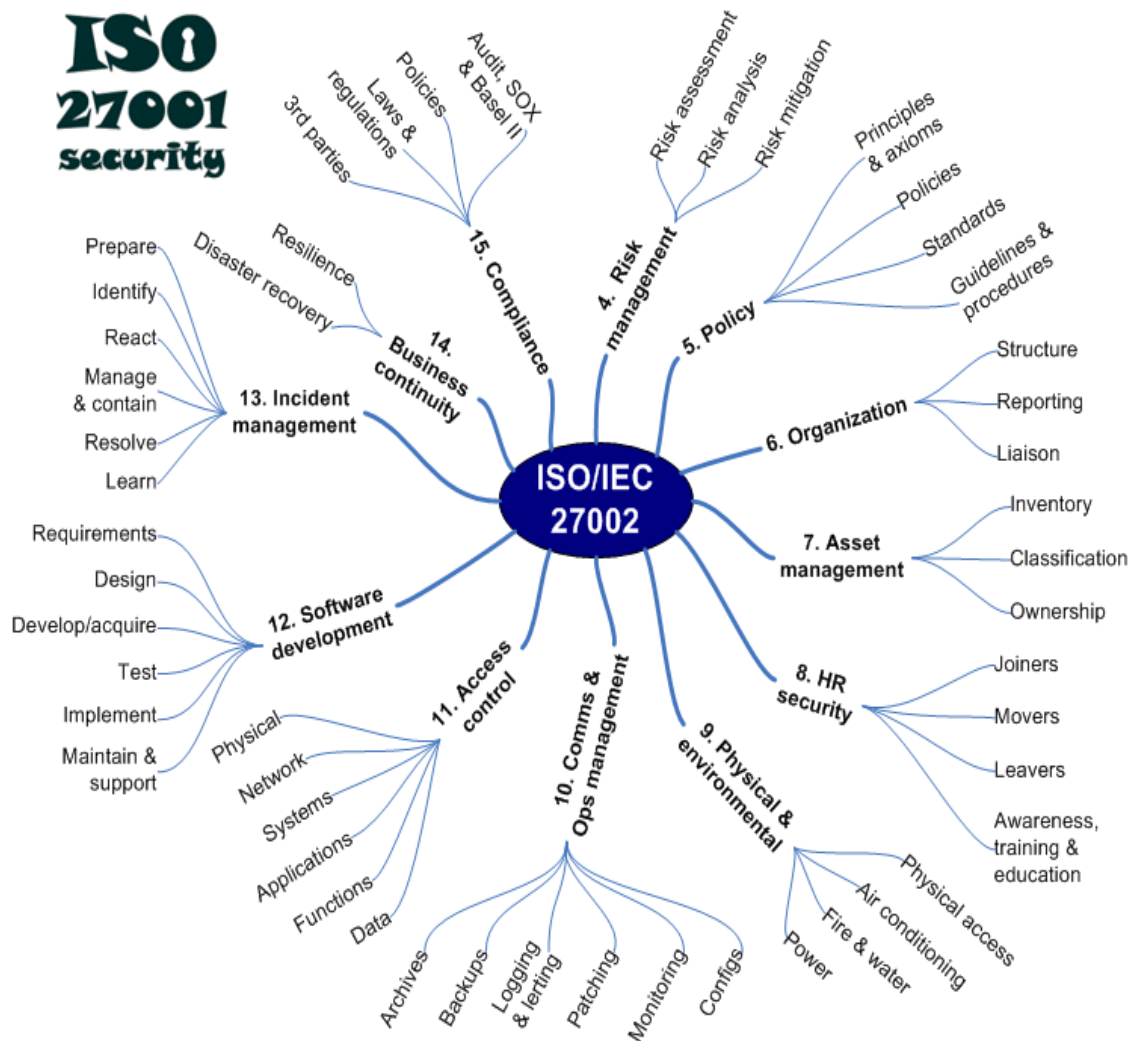 ISO
27001
security
ISO/IEC
27002
4. Risk
management
Risk assessment
Risk analysis
Risk mitigation
5. Policy
Principles
& axioms
Policies
Standards
Guidelines &
procedures
6. Organization
Structure
Reporting
Liaison
7. Asset
management
Inventory
Classification
Ownership
8. HR
security
Joiners
Movers
Leavers
Awareness,
training &
education
9. Physical &
environmental
Physical access
Air conditioning
Fire & water
Power
10. Comms &
Ops management
Archives
Backups
Logging
& lerting
Patching
Monitoring
Configs
11. Access
control
Physical
Network
Systems
Applications
Functions
Data
12. Software
development
Requirements
Design
Develop/acquire
Test
Implement
Maintain &
support
13. Incident
management
Prepare
Identify
React
Manage
& contain
Resolve
Learn
14.
Business
continuity
Resilience
Disaster recovery
15. Compliance
3rd parties
Laws &
regulations
Policies
Audit, SOX
& Basel II